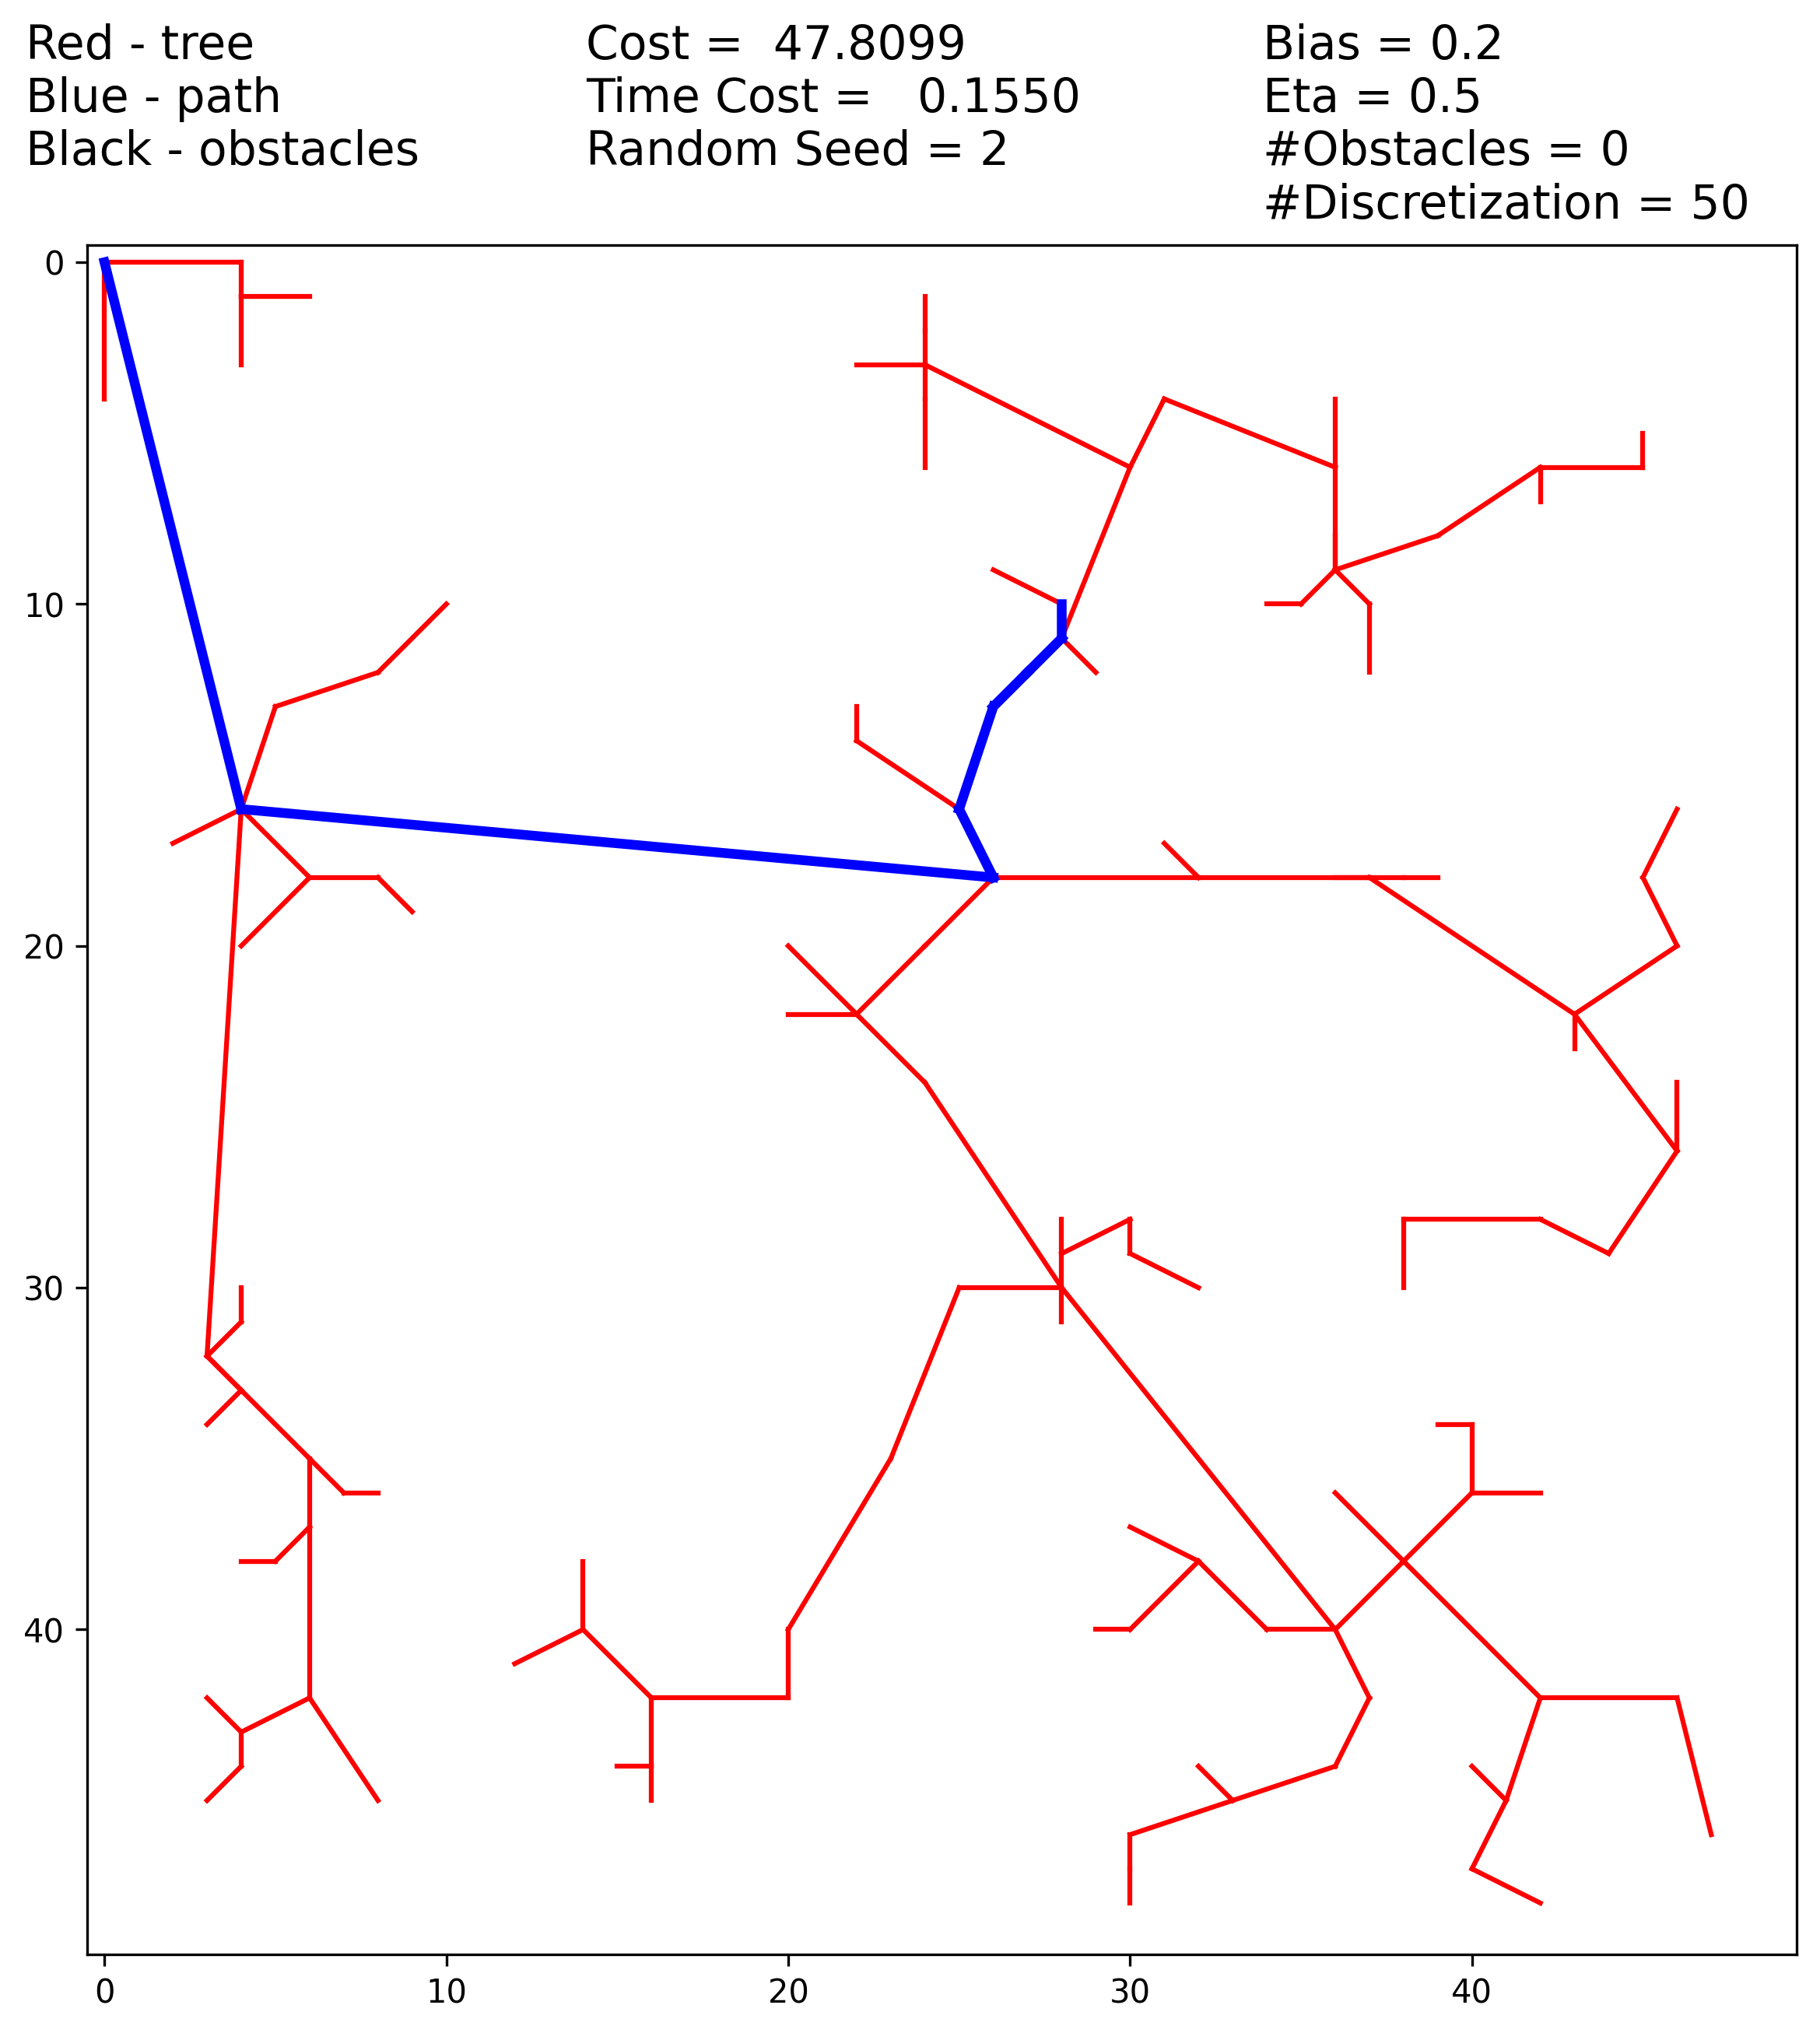 Red - tree
Blue - path
Black - obstacles
Cost =  47.8099
Time Cost =   0.1550
Random Seed = 2
Bias = 0.2
Eta = 0.5
#Obstacles = 0
#Discretization = 50
0
10
20
30
40
0 10 20 30 40